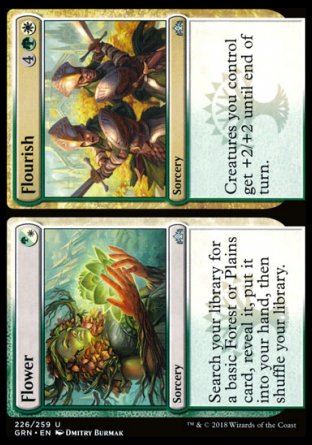 Flower
Sorcery
Search your library for
a basic Forest or Plains
card, reveal it, put it
into your hand, then
shuffle your library.
Flourish
4
Sorcery
Creatures you control
get +2/+2 until end of
turn.
226/259 U
GRN • EN Dmitry Burmak
™ & © 2018 Wizards of the Coast